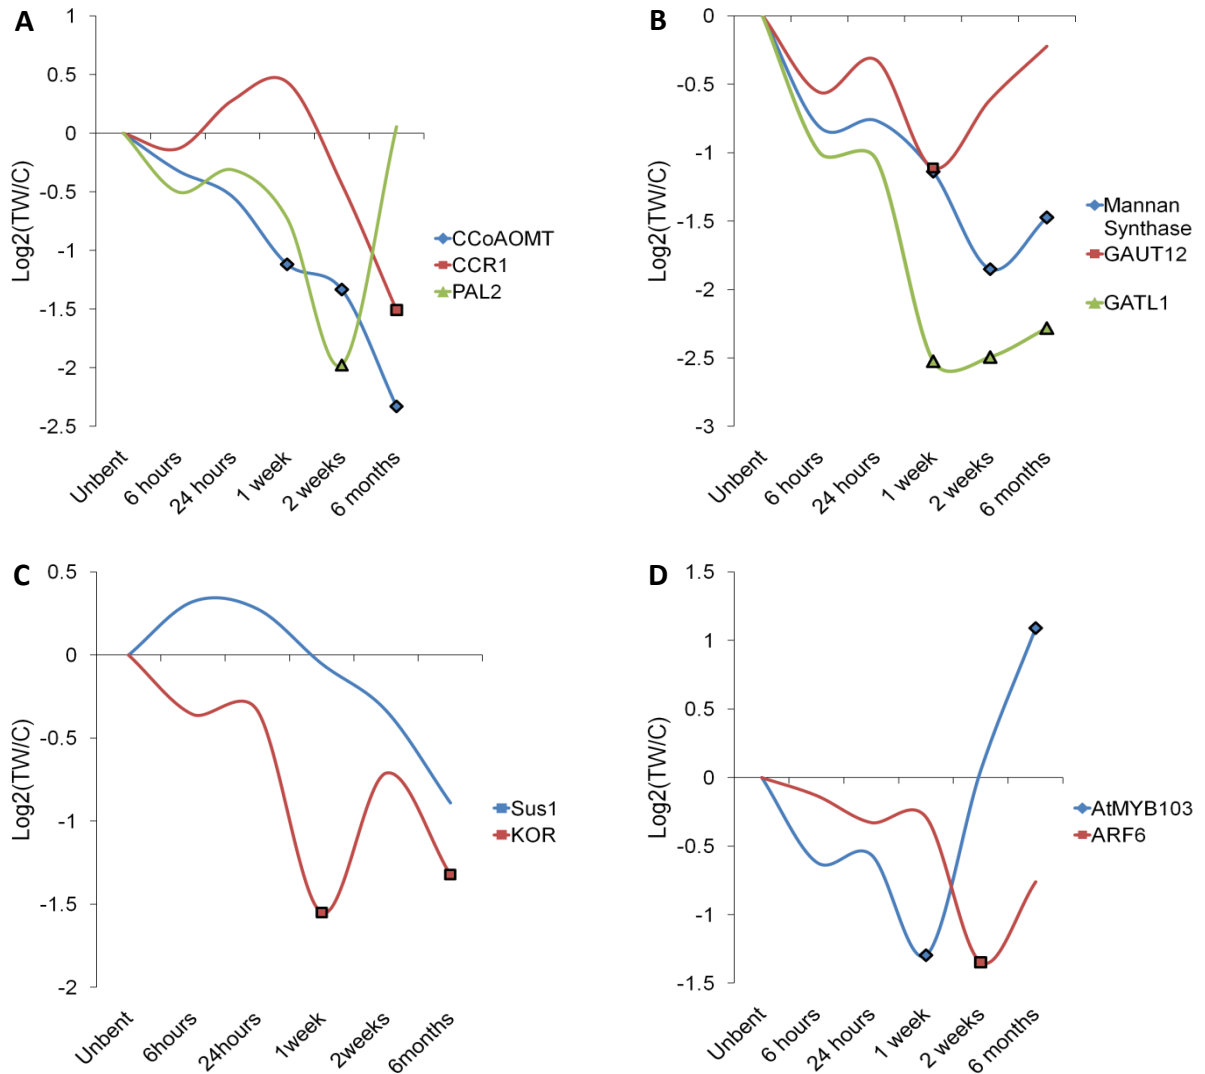 A
1
0.5
0
-0.5
-1
-1.5
-2
-2.5
Log2(TW/C)
Unbent
6 hours
24 hours
1 week
2 weeks
6 months
CCoAOMT
CCR1
PAL2
B
0
-0.5
-1
-1.5
-2
-2.5
-3
Log2(TW/C)
Unbent
6 hours
24 hours
1 week
2 weeks
6 months
Mannan
Synthase
GAUT12
GATL1
C
0.5
0
-0.5
-1
-1.5
-2
Log2(TW/C)
Unbent
6hours
24hours
1week
2weeks
6months
Sus1
KOR
D
1.5
1
0.5
0
-0.5
-1
-1.5
Log2(TW/C)
Unbent
6 hours
24 hours
1 week
2 weeks
6 months
AtMYB103
ARF6